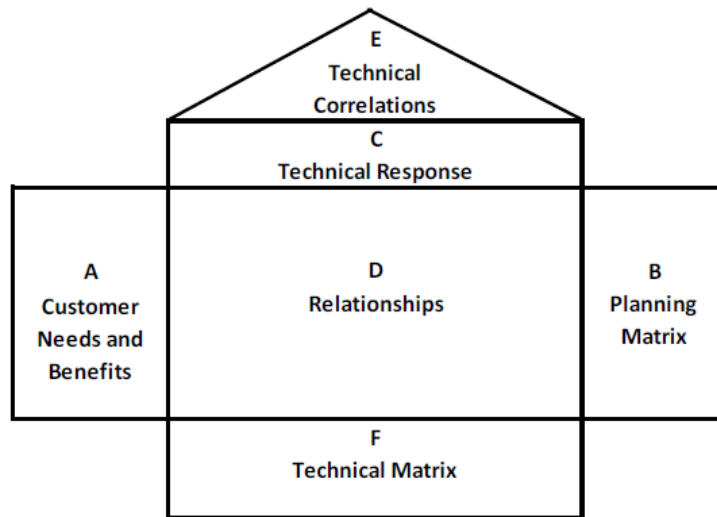 E
Technical
Correlations
C
Technical Response
A
Customer
Needs and
Benefits
D
Relationships
B
Planning
Matrix
F
Technical Matrix